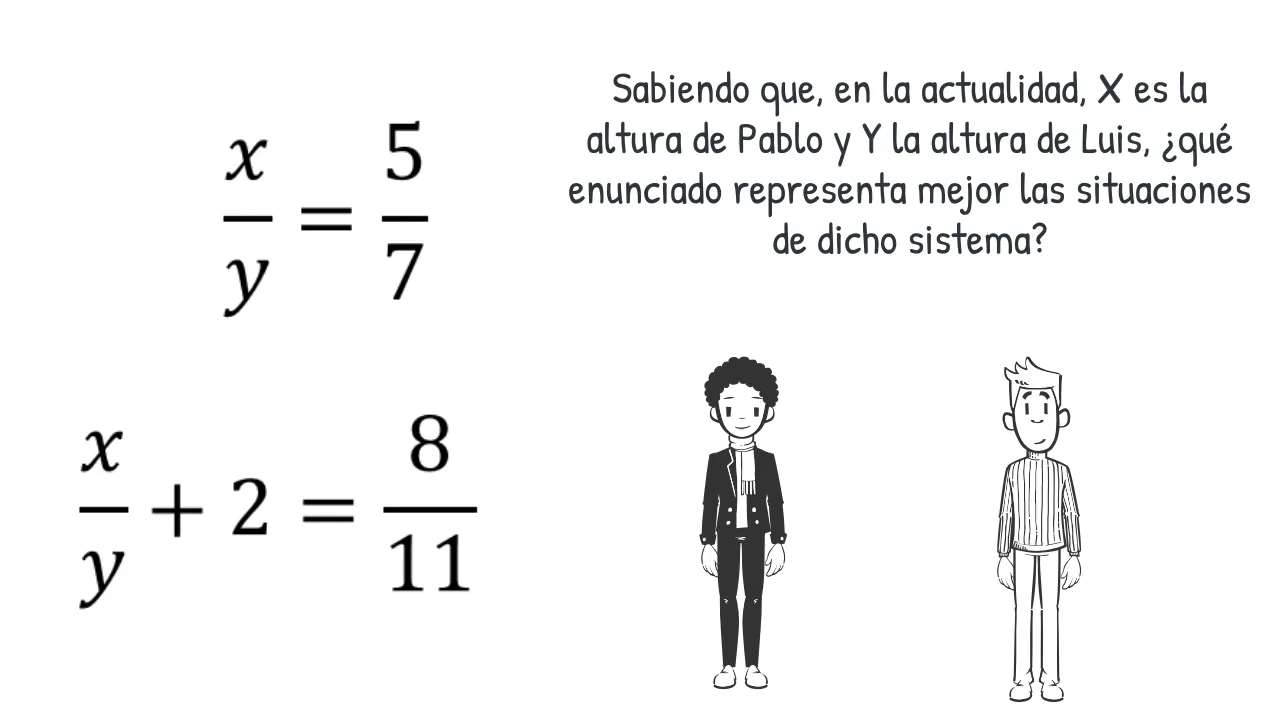 x/y = 5/7
x/y + 2 = 8/11
Sabiendo que, en la actualidad, X es la
altura de Pablo y Y la altura de Luis, ¿qué
enunciado representa mejor las situaciones
de dicho sistema?